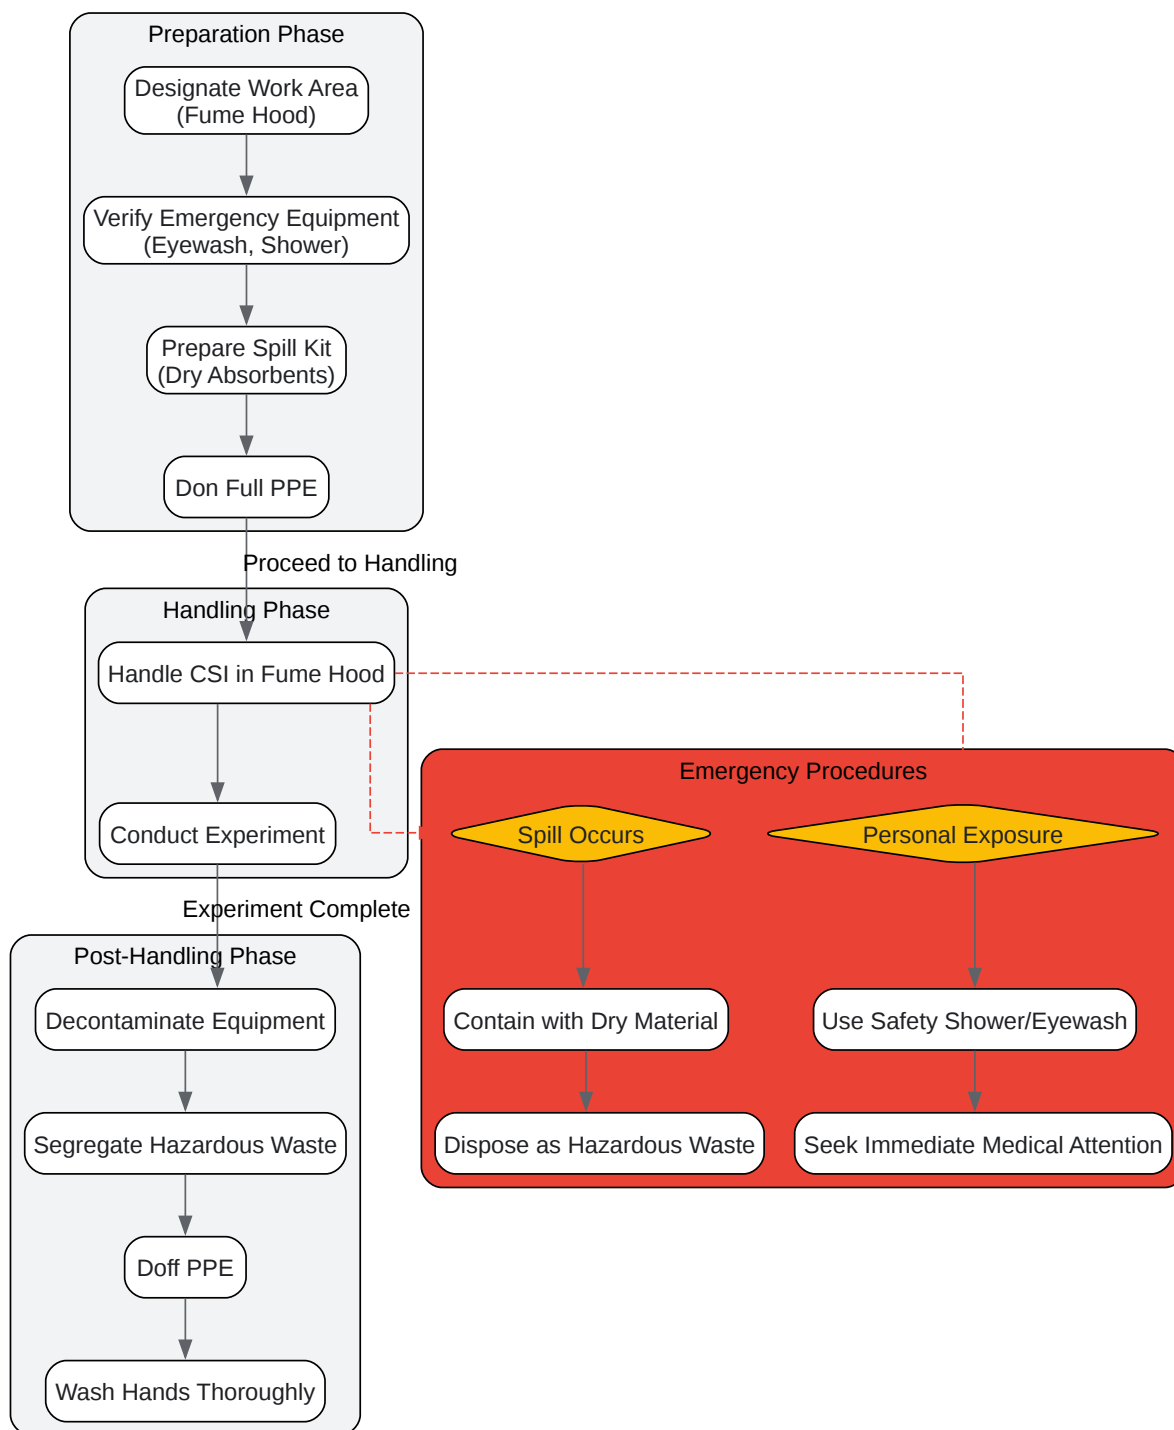 Preparation Phase
Designate Work Area
(Fume Hood)
Verify Emergency Equipment
(Eyewash, Shower)
Prepare Spill Kit
(Dry Absorbents)
Don Full PPE
Proceed to Handling
Handling Phase
Handle CSI in Fume Hood
Conduct Experiment
Experiment Complete
Post-Handling Phase
Decontaminate Equipment
Segregate Hazardous Waste
Doff PPE
Wash Hands Thoroughly
Emergency Procedures
Spill Occurs
Contain with Dry Material
Dispose as Hazardous Waste
Personal Exposure
Use Safety Shower/Eyewash
Seek Immediate Medical Attention